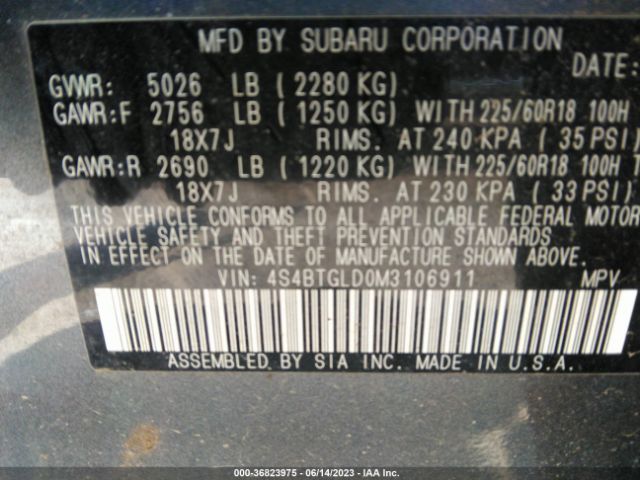 MFD BY SUBARU CORPORATION
DATE:
GVWR: 5026 LB ( 2280 KG)
GAWR:F 2756 LB ( 1250 KG) WITH 225/60R18 100H
18X7J RIMS. AT 240 KPA ( 35 PSI)
GAWR:R 2690 LB ( 1220 KG) WITH 225/60R18 100H
18X7J RIMS. AT 230 KPA ( 33 PSI)
THIS VEHICLE CONFORMS TO ALL APPLICABLE FEDERAL MOTOR
VEHICLE SAFETY AND THEFT PREVENTION STANDARDS
IN EFFECT ON THE DATE OF MANUFACTURE SHOWN ABOVE.
VIN: 4S4BTGLD0M3106911 MPV
ASSEMBLED BY SIA INC. MADE IN U.S.A.
000-36823975 - 06/14/2023 - IAA Inc.